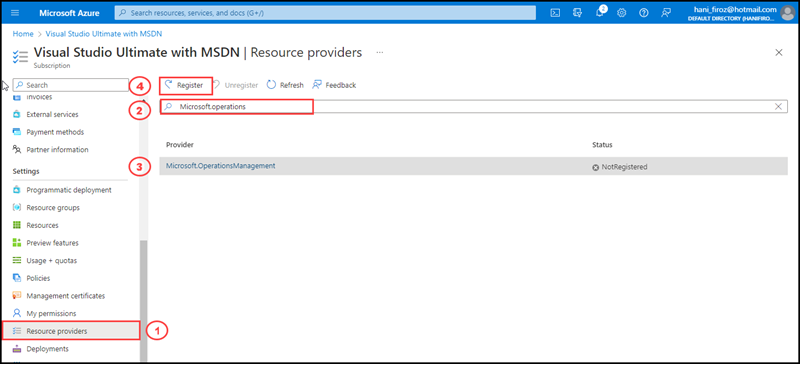 Microsoft Azure
Search resources, services, and docs (G+/)
2
hani_firoz@hotmail.com
DEFAULT DIRECTORY (HANIFIRO...
Home > Visual Studio Ultimate with MSDN >
Visual Studio Ultimate with MSDN | Resource providers ...
Subscription
Search
Invoices
External services
Payment methods
Partner information
Settings
Programmatic deployment
Resource groups
Resources
Preview features
Usage + quotas
Policies
Management certificates
My permissions
Resource providers
Deployments
1
4
Register
Unregister
Refresh
Feedback
2
Microsoft.operations
Provider
Status
3
Microsoft.OperationsManagement
NotRegistered